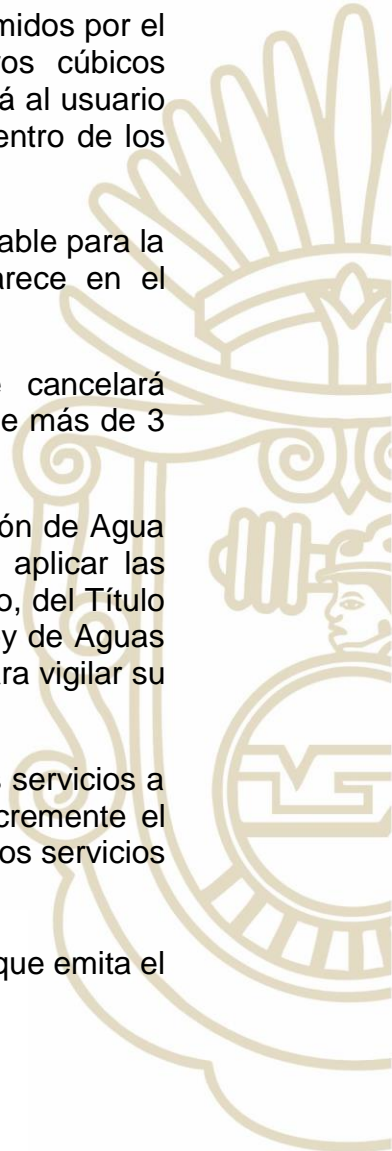 midos por el
os cúbicos
á al usuario
entro de los
able para la
arece en el
cancelará
e más de 3
ón de Agua
aplicar las
o, del Título
y de Aguas
ra vigilar su
s servicios a
cremente el
os servicios
que emita el